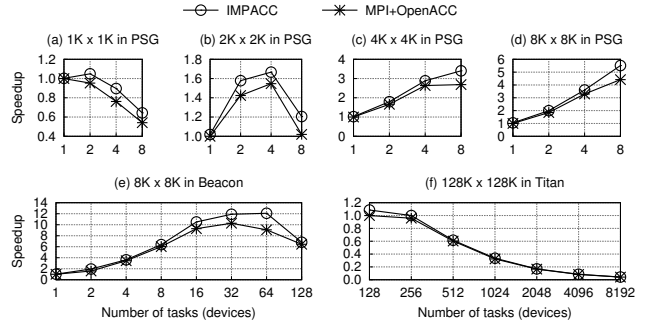 IMPACC MPI+OpenACC
(a) 1K x 1K in PSG (b) 2K x 2K in PSG (c) 4K x 4K in PSG (d) 8K x 8K in PSG
Speedup
1.2 1.8 4 6
1.0 1.6 3 5
0.8 1.4 2 4
0.6 1.2 1 3
0.4 1.0 0 2
1
0
1 2 4 8 1 2 4 8 1 2 4 8 1 2 4 8
(e) 8K x 8K in Beacon (f) 128K x 128K in Titan
Speedup
14 1.2
12 1.0
10 0.8
8 0.6
6 0.4
4 0.2
2 0.0
0
1 2 4 8 16 32 64 128 128 256 512 1024 2048 4096 8192
Number of tasks (devices) Number of tasks (devices)